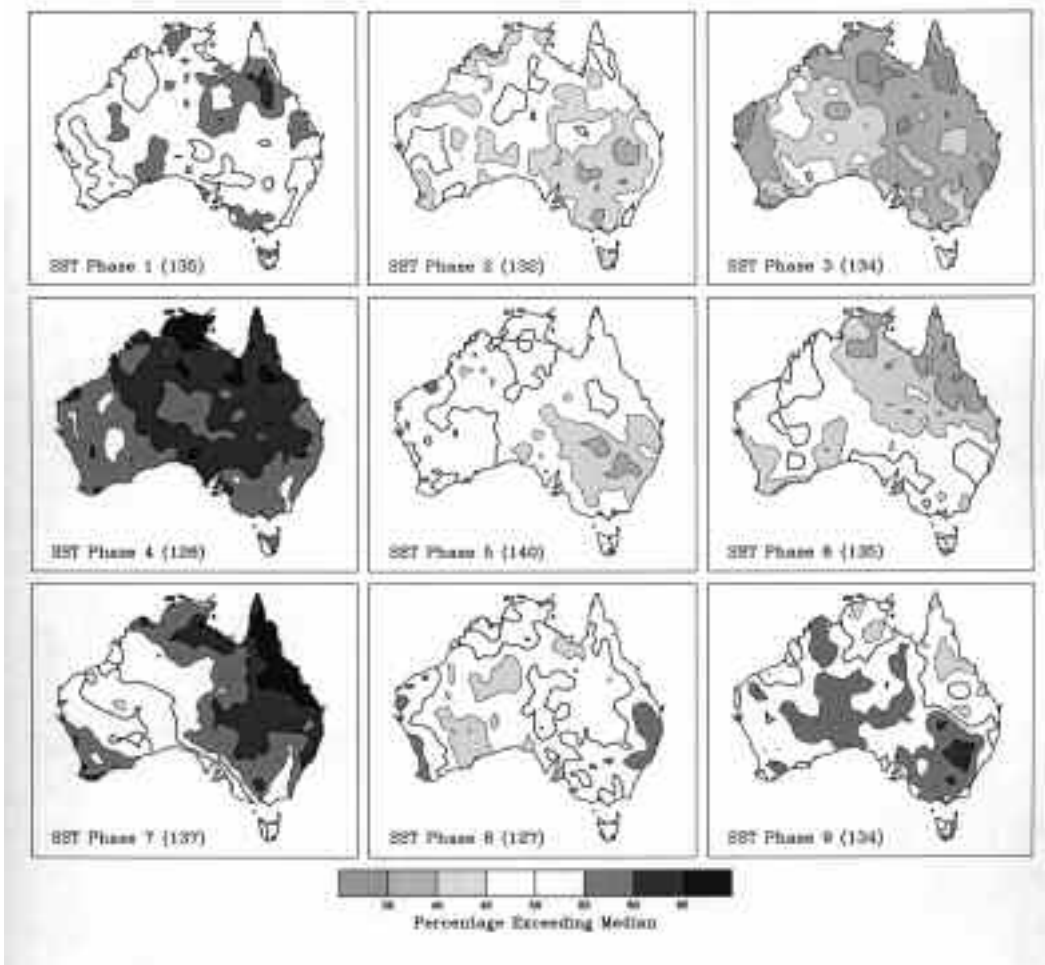 SST Phase 1 (135)
SST Phase 2 (132)
SST Phase 3 (134)
SST Phase 4 (126)
SST Phase 5 (140)
SST Phase 6 (135)
SST Phase 7 (137)
SST Phase 8 (127)
SST Phase 9 (134)
Percentage Exceeding Median